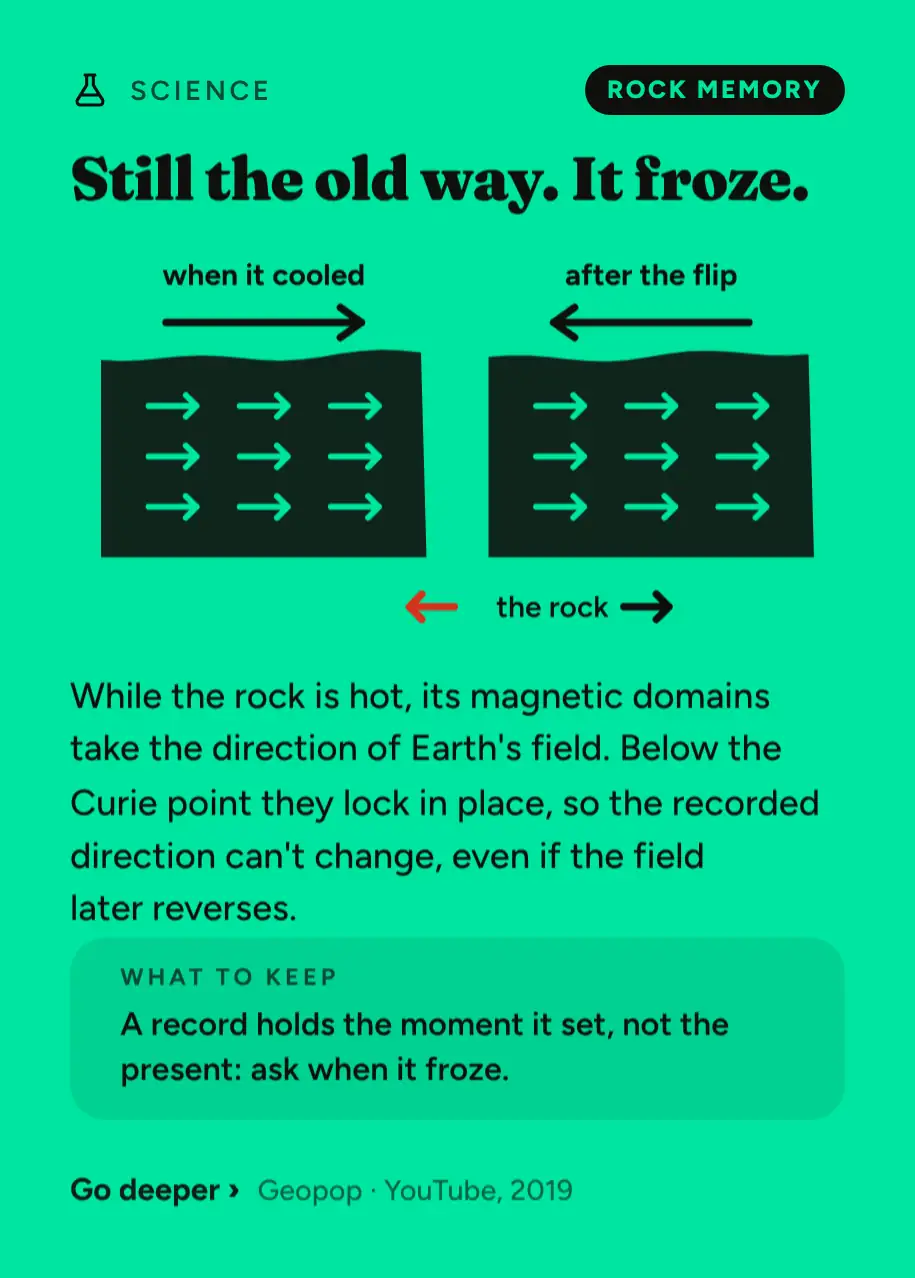 SCIENCE
ROCK MEMORY
Still the old way. It froze.
when it cooled
after the flip
the rock
While the rock is hot, its magnetic domains
take the direction of Earth's field. Below the
Curie point they lock in place, so the recorded
direction can't change, even if the field
later reverses.
WHAT TO KEEP
A record holds the moment it set, not the
present: ask when it froze.
Go deeper › Geopop · YouTube, 2019